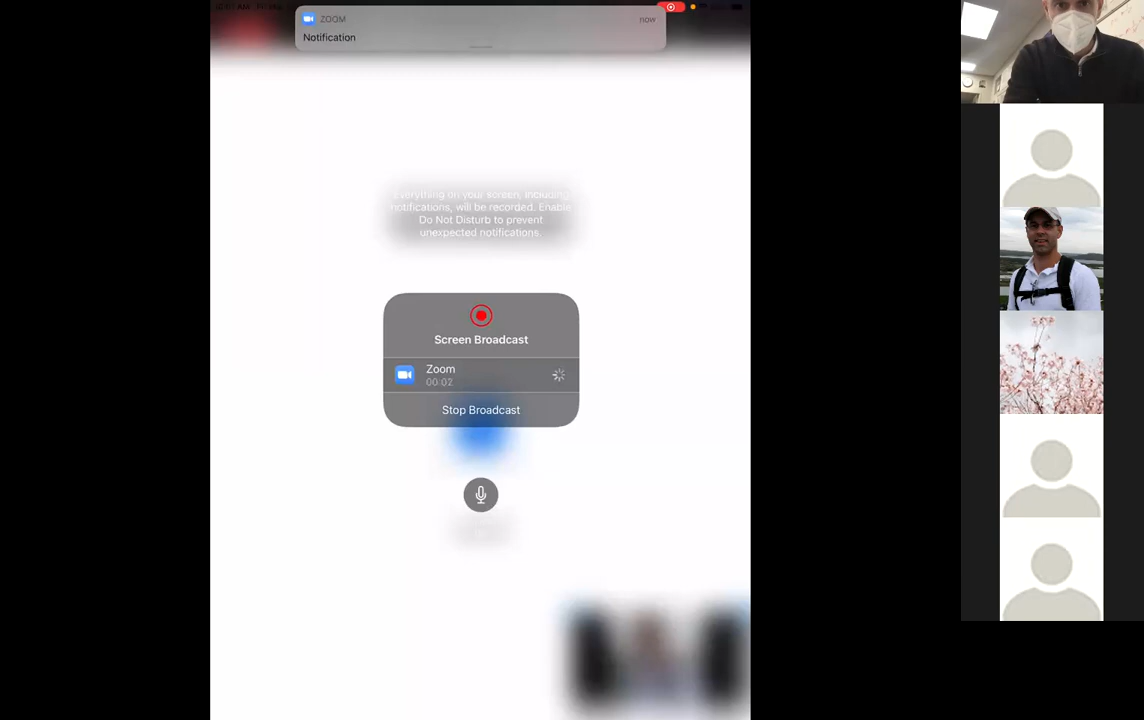 ZOOM
now
Notification
Everything on your screen, including
notifications, will be recorded. Enable
Do Not Disturb to prevent
unexpected notifications.
Screen Broadcast
Zoom
00:02
Stop Broadcast